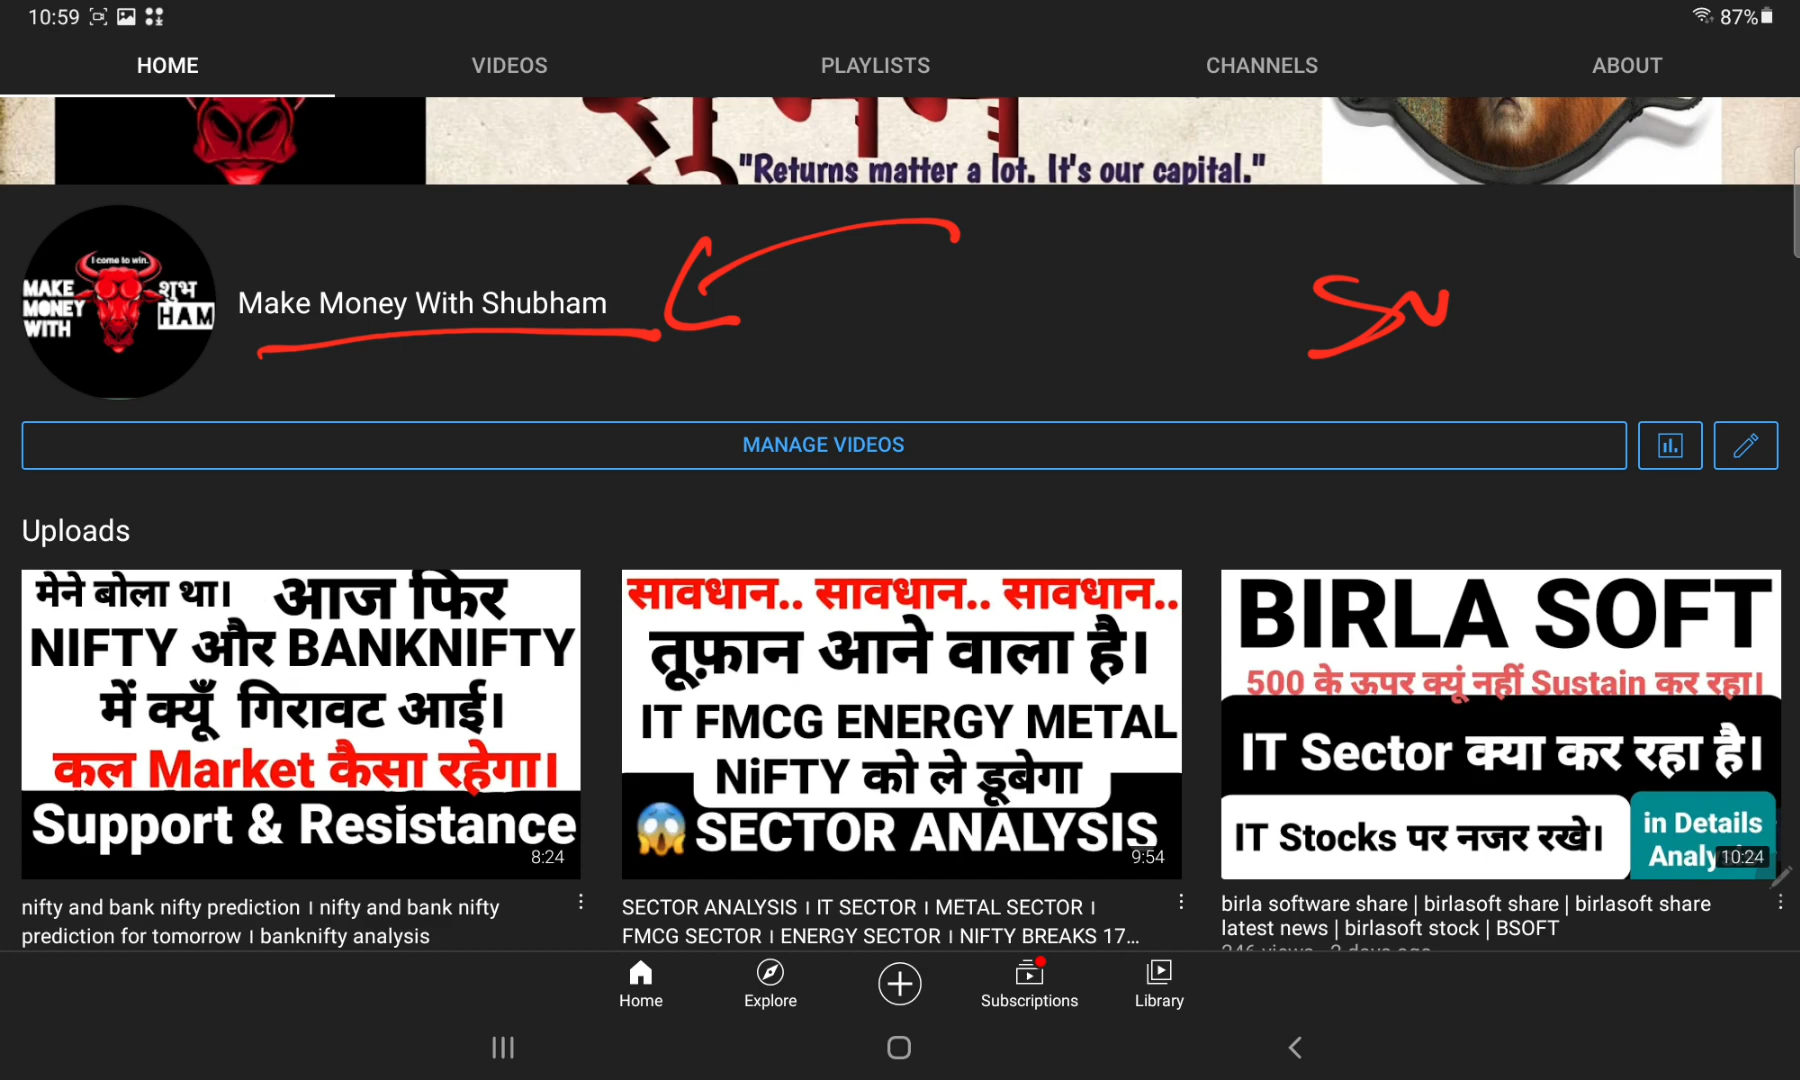 10:59
87%
HOME
VIDEOS
PLAYLISTS
CHANNELS
ABOUT
"Returns matter a lot. It's our capital."
I come to win..
MAKE
MONEY
WITH
शुभ
HAM
Make Money With Shubham
MANAGE VIDEOS
Uploads
मेने बोला था। आज फिर
NIFTY और BANKNIFTY
में क्यूँ गिरावट आई।
कल Market कैसा रहेगा।
Support & Resistance
8:24
nifty and bank nifty prediction । nifty and bank nifty
prediction for tomorrow । banknifty analysis
सावधान.. सावधान.. सावधान..
तूफ़ान आने वाला है।
IT FMCG ENERGY METAL
NiFTY को ले डूबेगा
SECTOR ANALYSIS
9:54
SECTOR ANALYSIS । IT SECTOR । METAL SECTOR ।
FMCG SECTOR । ENERGY SECTOR । NIFTY BREAKS 17...
BIRLA SOFT
500 के ऊपर क्यूं नहीं Sustain कर रहा।
IT Sector क्या कर रहा है।
IT Stocks पर नजर रखे।
in Details
10:24
birla software share | birlasoft share | birlasoft share
latest news | birlasoft stock | BSOFT
Home
Explore
Subscriptions
Library